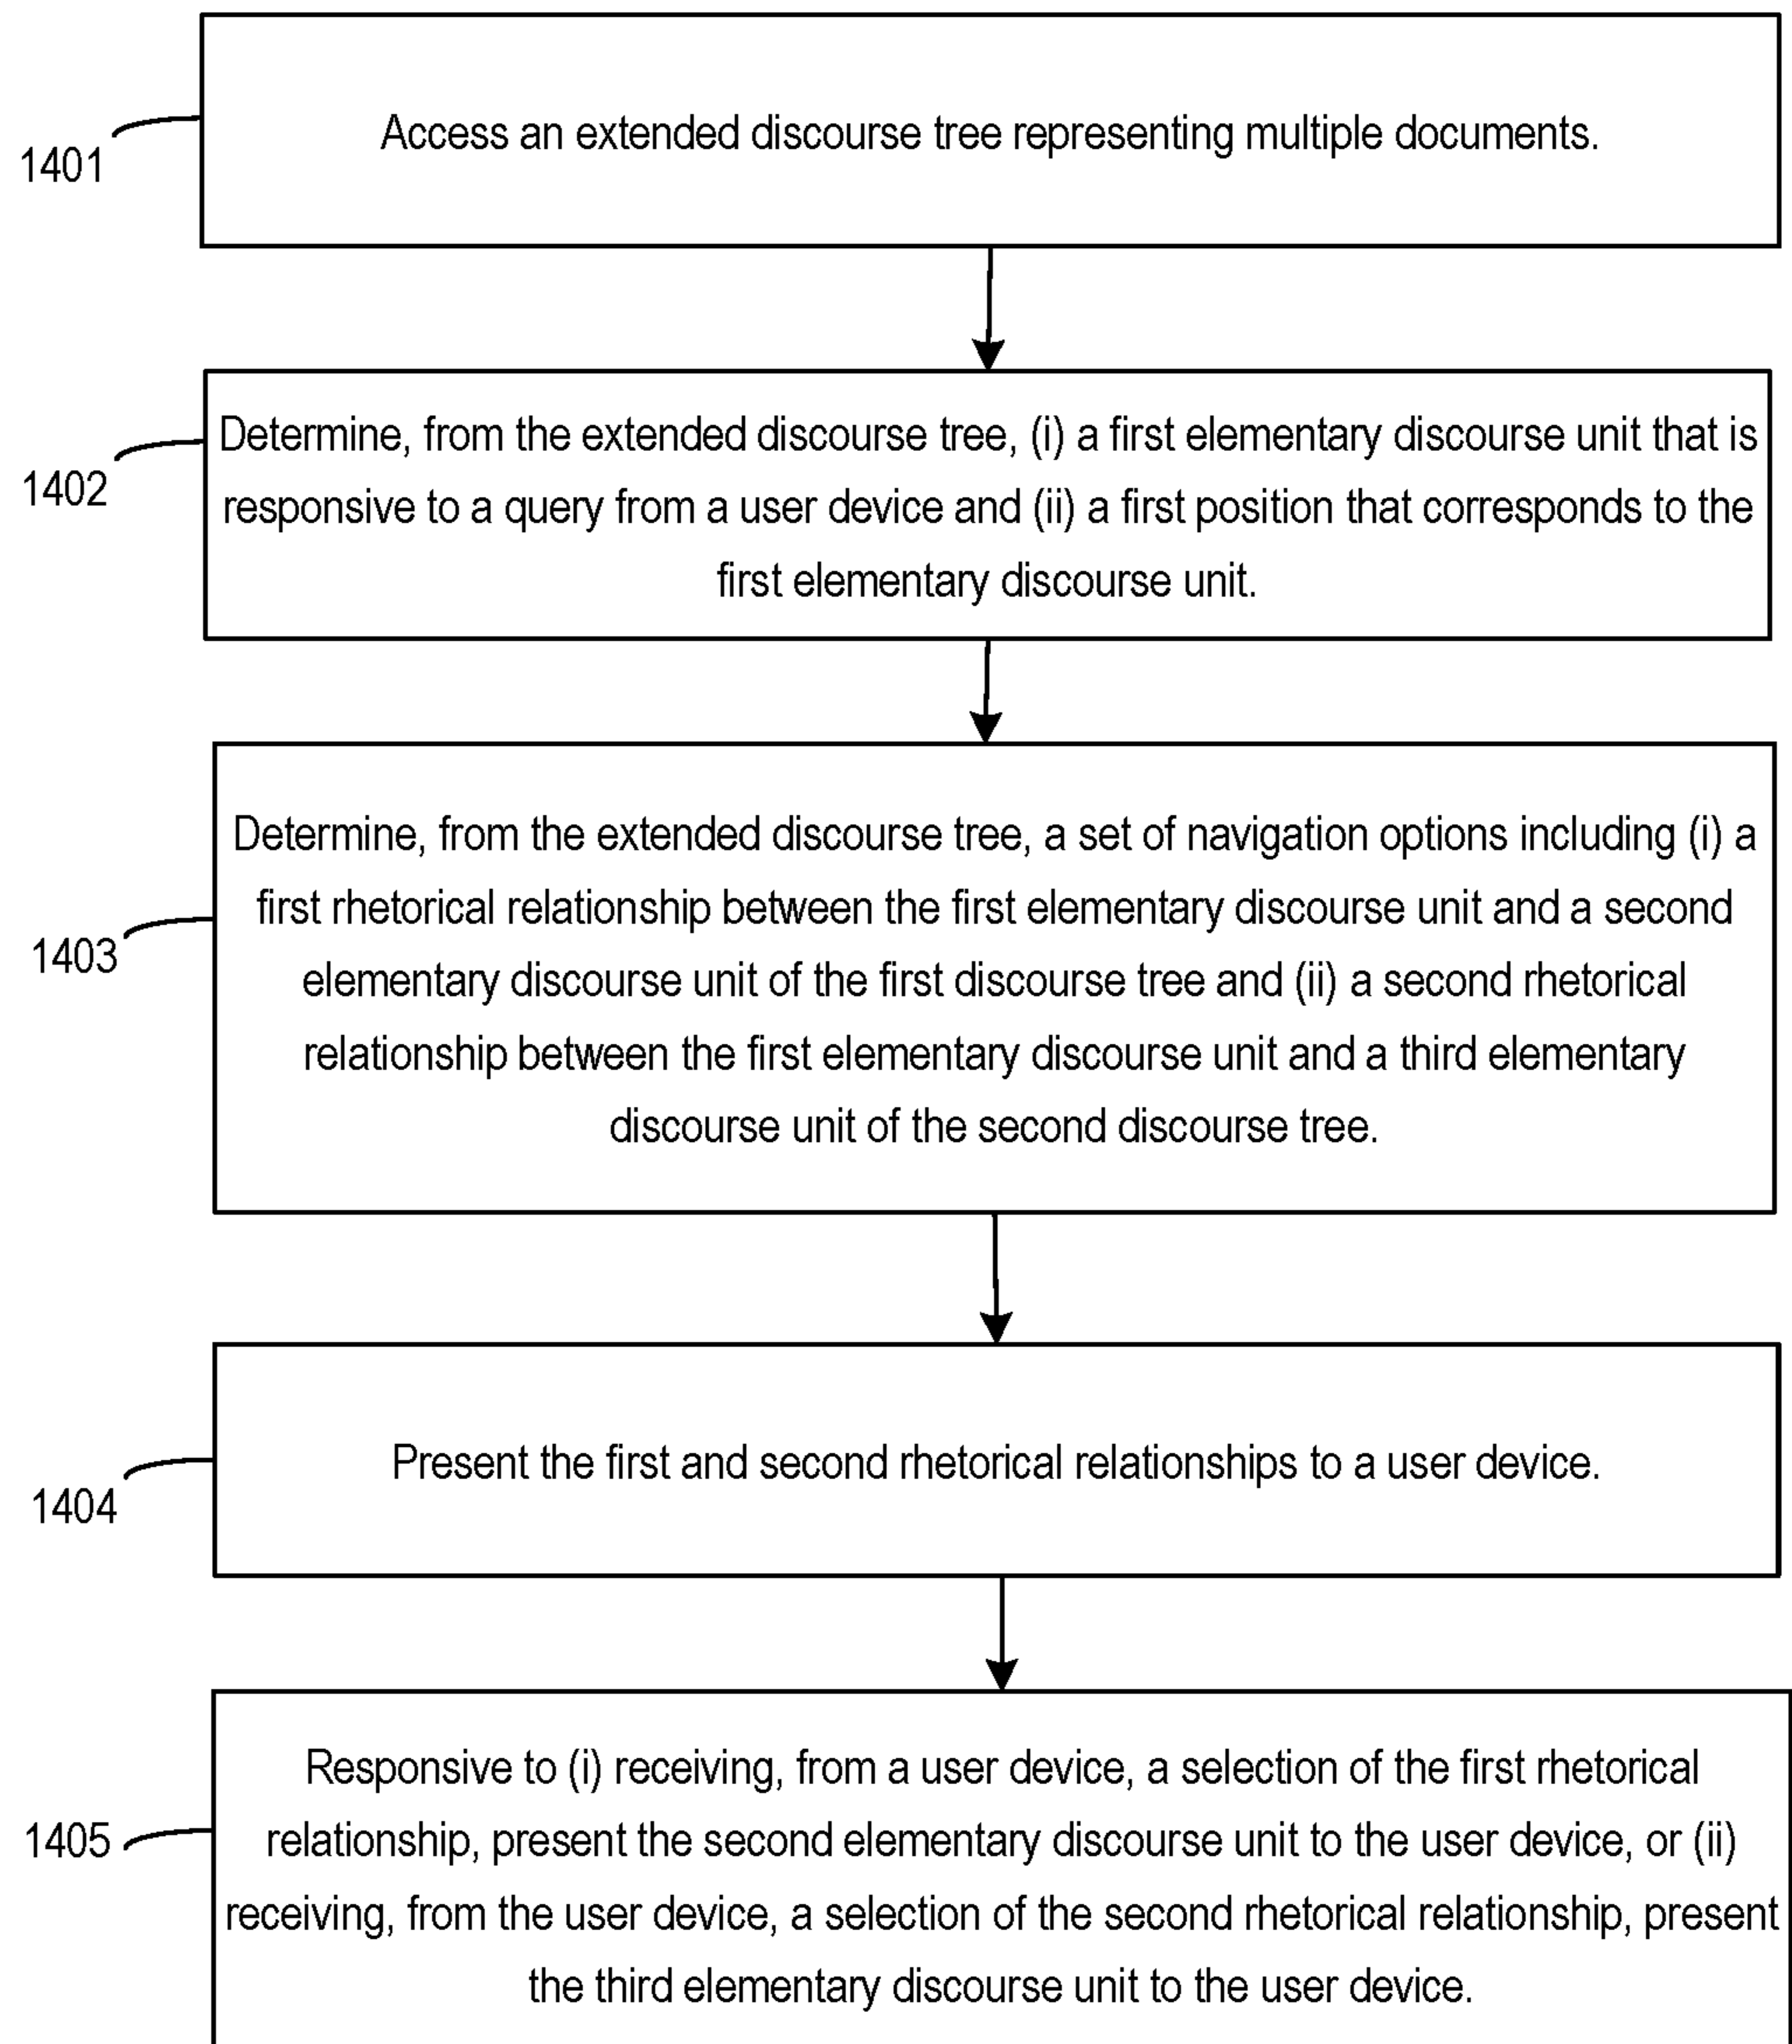 1401
Access an extended discourse tree representing multiple documents.
1402
Determine, from the extended discourse tree, (i) a first elementary discourse unit that is
responsive to a query from a user device and (ii) a first position that corresponds to the
first elementary discourse unit.
1403
Determine, from the extended discourse tree, a set of navigation options including (i) a
first rhetorical relationship between the first elementary discourse unit and a second
elementary discourse unit of the first discourse tree and (ii) a second rhetorical
relationship between the first elementary discourse unit and a third elementary
discourse unit of the second discourse tree.
1404
Present the first and second rhetorical relationships to a user device.
1405
Responsive to (i) receiving, from a user device, a selection of the first rhetorical
relationship, present the second elementary discourse unit to the user device, or (ii)
receiving, from the user device, a selection of the second rhetorical relationship, present
the third elementary discourse unit to the user device.